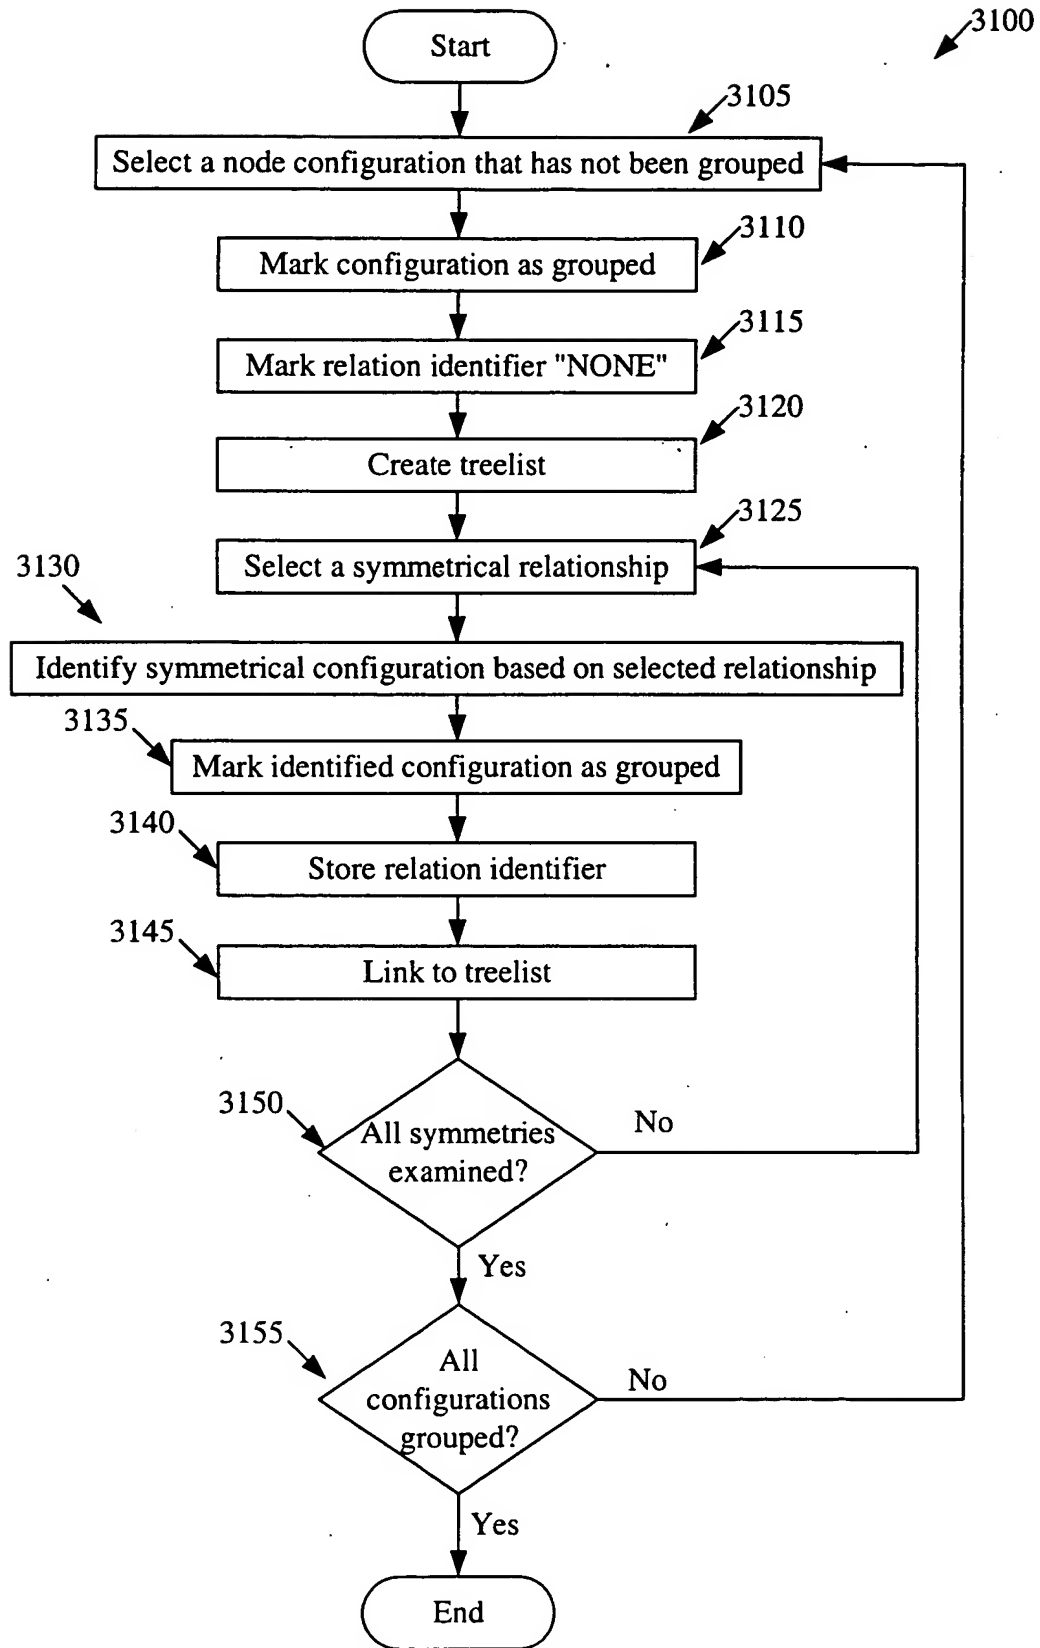 3100
Start
3105
Select a node configuration that has not been grouped
3110
Mark configuration as grouped
3115
Mark relation identifier "NONE"
3120
Create treelist
3125
Select a symmetrical relationship
3130
Identify symmetrical configuration based on selected relationship
3135
Mark identified configuration as grouped
3140
Store relation identifier
3145
Link to treelist
3150
All symmetries
examined?
No
Yes
3155
All
configurations
grouped?
No
Yes
End